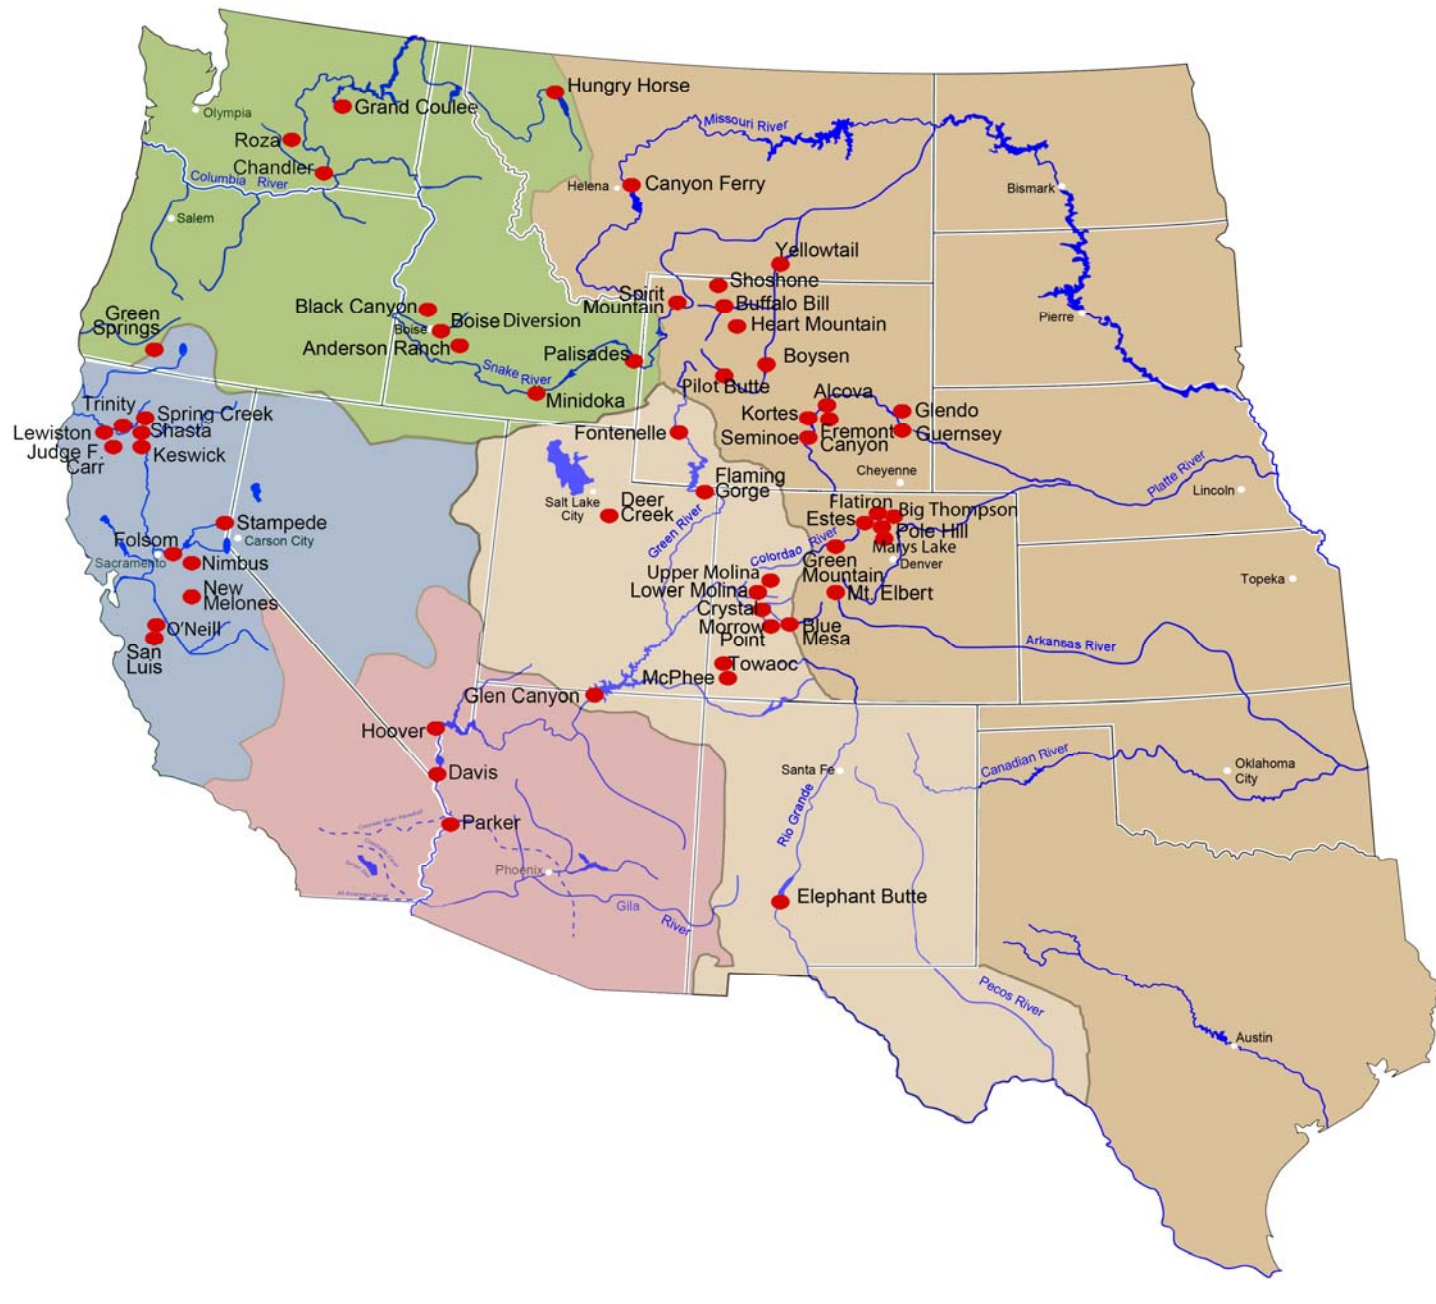 Hungry Horse
Grand Coulee
Olympia
Missouri River
Roza
Chandler
Columbia River
Helena
Canyon Ferry
Bismark
Salem
Yellowtail
Shoshone
Spirit
Mountain
Buffalo Bill
Black Canyon
Green
Springs
Boise
Boise Diversion
Heart Mountain
Pierre
Anderson Ranch
Palisades
Boysen
Snake River
Pilot Butte
Minidoka
Alcova
Trinity
Spring Creek
Kortes
Glendo
Lewiston
Shasta
Fontenelle
Seminoe
Fremont
Canyon
Guernsey
Judge F.
Carr
Keswick
Cheyenne
Platte River
Flaming
Gorge
Lincoln
Salt Lake
City
Deer
Creek
Flatiron
Big Thompson
Stampede
Estes
Green River
Pole Hill
Folsom
Carson City
Colordao River
Marys Lake
Sacramento
Nimbus
Green
Mountain
Denver
Upper Molina
Topeka
New
Melones
Lower Molina
Mt. Elbert
Crystal
O'Neill
Morrow
Point
Blue
Mesa
Arkansas River
San
Luis
Towaoc
McPhee
Glen Canyon
Hoover
Canadian River
Santa Fe
Oklahoma
City
Davis
Rio Grande
Parker
Phoenix
Elephant Butte
Gila River
Pecos River
Austin